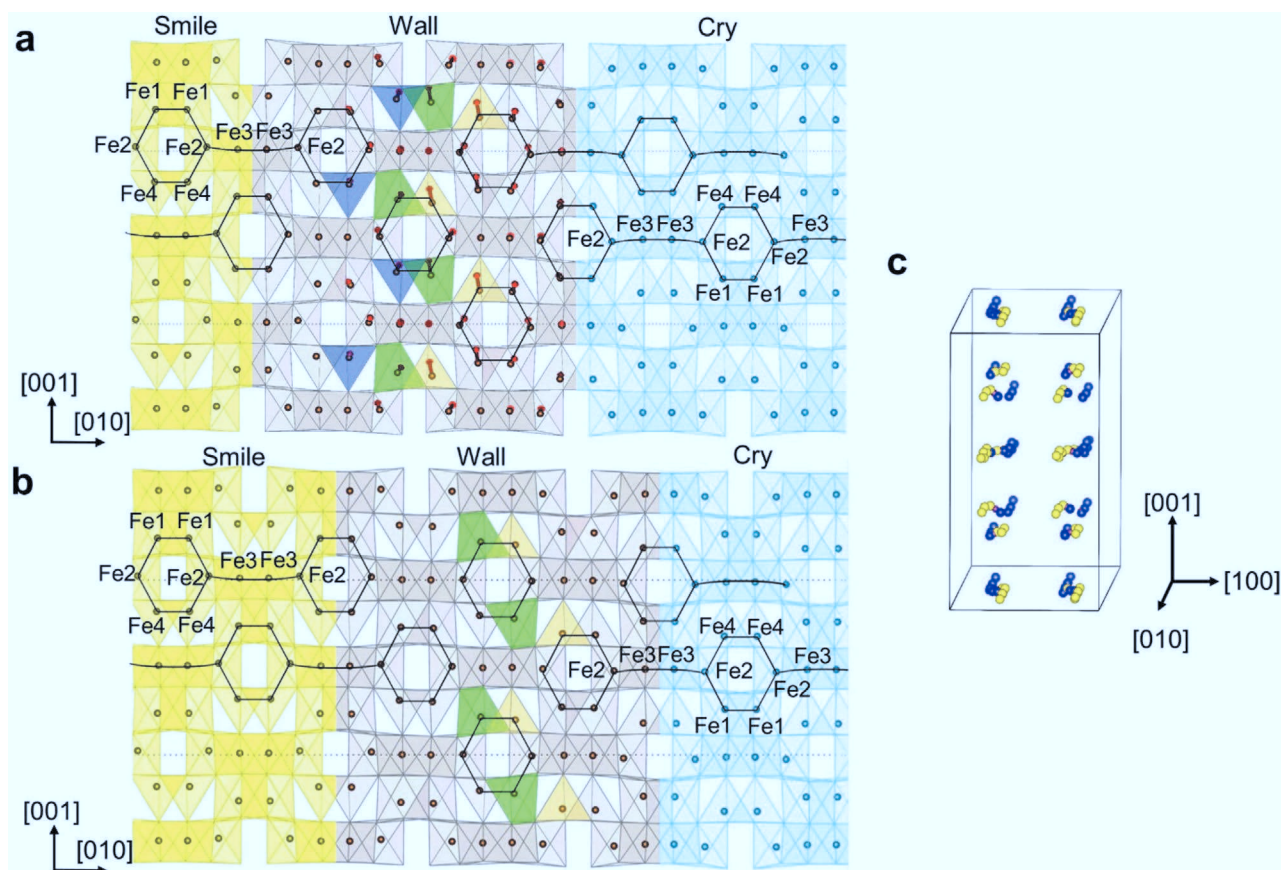 Smile Wall Cry
a
Fe1 Fe1
Fe3 Fe3
Fe2 Fe2 Fe2
Fe4 Fe4
Fe4 Fe4
Fe3 Fe3 Fe3
Fe2 Fe2 Fe2
Fe1 Fe1
[001]
[010]
Smile Wall Cry
b
Fe1 Fe1
Fe3 Fe3
Fe2 Fe2 Fe2
Fe4 Fe4
Fe4 Fe4
Fe3 Fe3 Fe3
Fe2 Fe2 Fe2
Fe1 Fe1
[001]
[010]
c
[001]
[100]
[010]